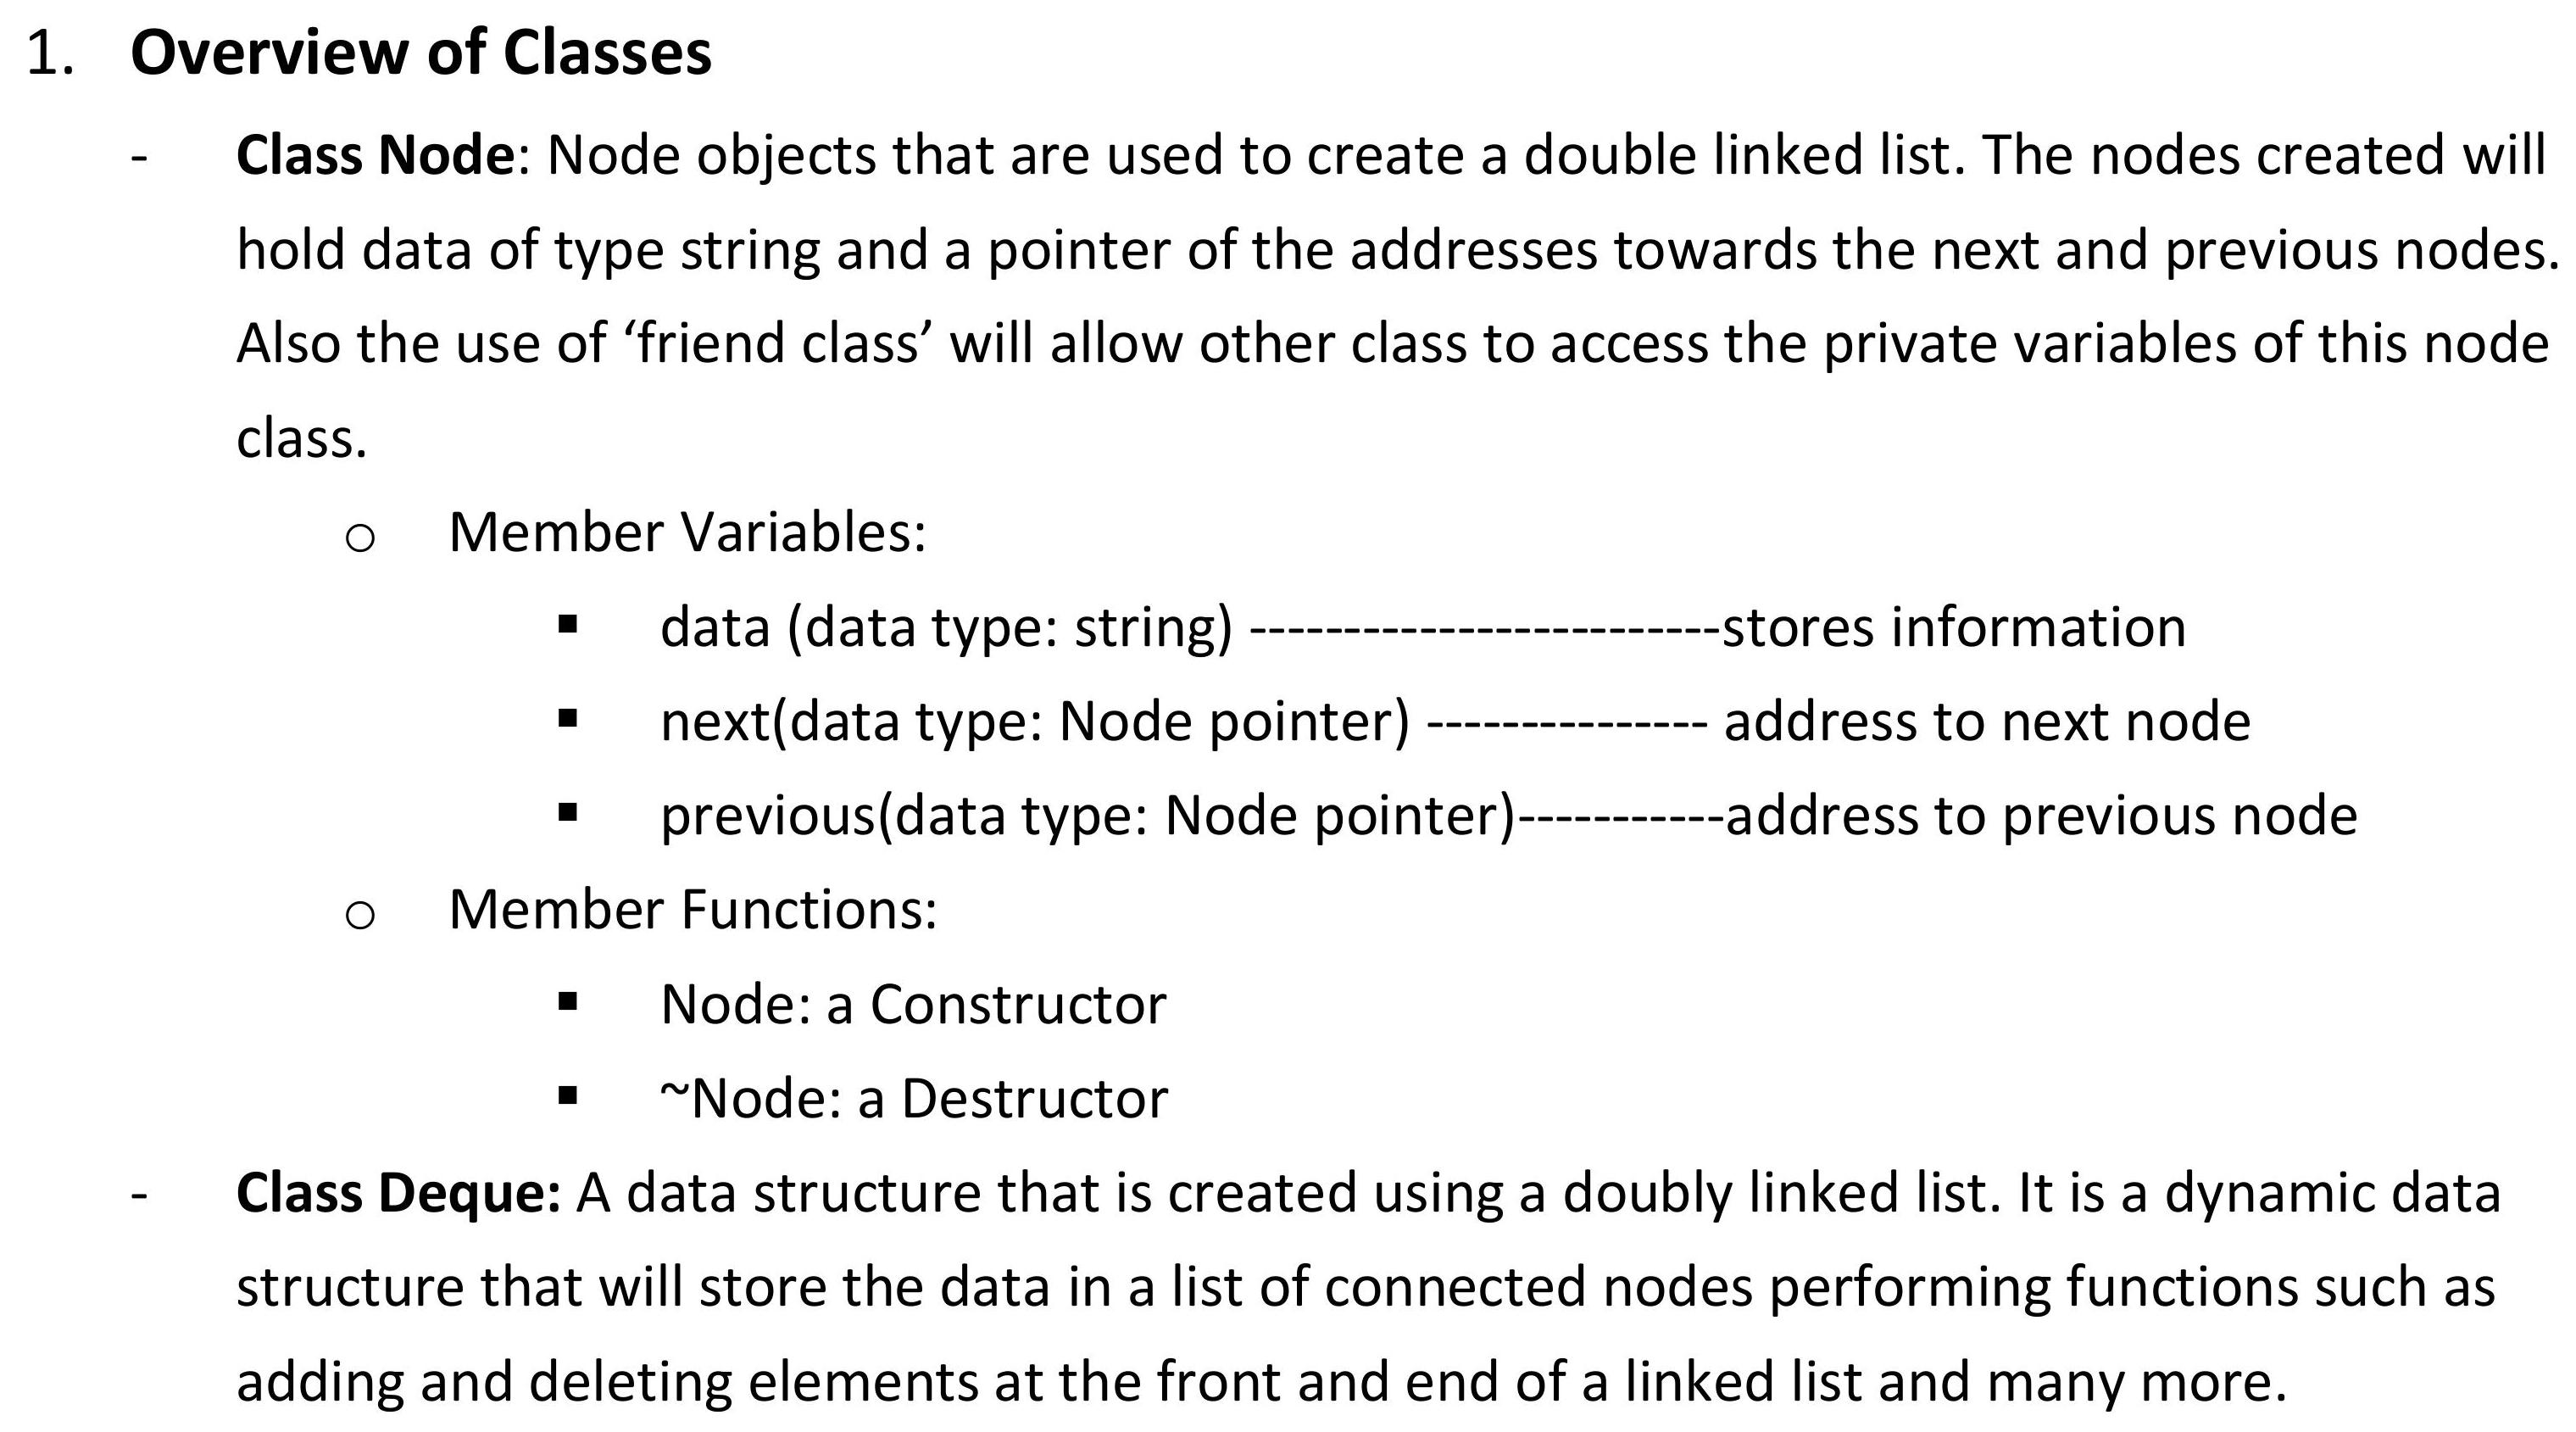 1. Overview of Classes
- Class Node: Node objects that are used to create a double linked list. The nodes created will
hold data of type string and a pointer of the addresses towards the next and previous nodes.
Also the use of ‘friend class’ will allow other class to access the private variables of this node
class.
o Member Variables:
▪ data (data type: string) -------------------------stores information
▪ next(data type: Node pointer) --------------- address to next node
▪ previous(data type: Node pointer)-----------address to previous node
o Member Functions:
▪ Node: a Constructor
▪ ~Node: a Destructor
- Class Deque: A data structure that is created using a doubly linked list. It is a dynamic data
structure that will store the data in a list of connected nodes performing functions such as
adding and deleting elements at the front and end of a linked list and many more.